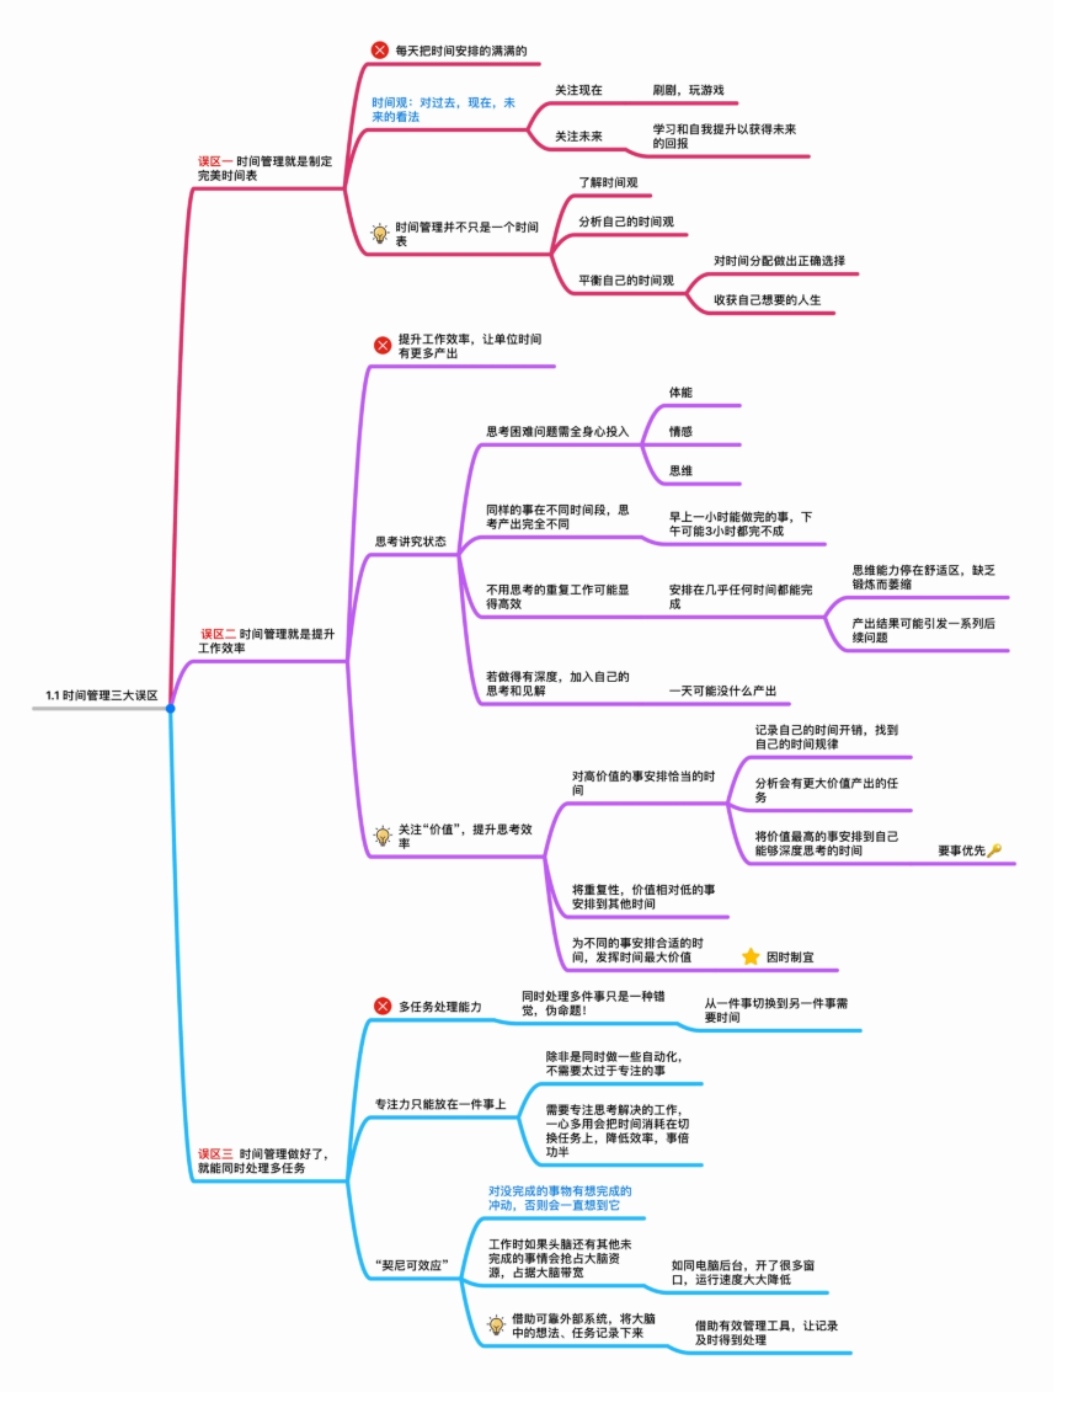 每天把时间安排的满满的
时间观：对过去，现在，未
来的看法
关注现在
刷剧，玩游戏
关注未来
学习和自我提升以获得未来
的回报
误区一 时间管理就是制定
完美时间表
时间管理并不只是一个时间
表
了解时间观
分析自己的时间观
平衡自己的时间观
对时间分配做出正确选择
收获自己想要的人生
提升工作效率，让单位时间
有更多产出
思考困难问题需全身心投入
体能
情感
思维
思考讲究状态
同样的事在不同时间段，思
考产出完全不同
早上一小时能做完的事，下
午可能3小时都完不成
不用思考的重复工作可能显
得高效
安排在几乎任何时间都能完
成
思维能力停在舒适区，缺乏
锻炼而萎缩
产出结果可能引发一系列后
续问题
若做得有深度，加入自己的
思考和见解
一天可能没什么产出
误区二 时间管理就是提升
工作效率
1.1 时间管理三大误区
关注“价值”，提升思考效
率
对高价值的事安排恰当的时
间
记录自己的时间开销，找到
自己的时间规律
分析会有更大价值产出的任
务
将价值最高的事安排到自己
能够深度思考的时间
要事优先
将重复性，价值相对低的事
安排到其他时间
为不同的事安排合适的时
间，发挥时间最大价值
因时制宜
多任务处理能力
同时处理多件事只是一种错
觉，伪命题！
从一件事切换到另一件事需
要时间
专注力只能放在一件事上
除非是同时做一些自动化，
不需要太过于专注的事
需要专注思考解决的工作，
一心多用会把时间消耗在切
换任务上，降低效率，事倍
功半
误区三 时间管理做好了，
就能同时处理多任务
“契尼可效应”
对没完成的事物有想完成的
冲动，否则会一直想到它
工作时如果头脑还有其他未
完成的事情会抢占大脑资
源，占据大脑带宽
如同电脑后台，开了很多窗
口，运行速度大大降低
借助可靠外部系统，将大脑
中的想法、任务记录下来
借助有效管理工具，让记录
及时得到处理